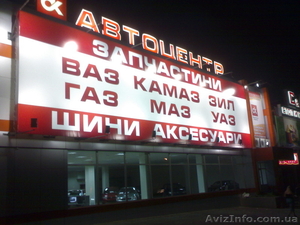 АВТОЦЕНТР
ЗАПЧАСТИНИ
ВАЗ КАМАЗ ЗИЛ
ГАЗ МАЗ УАЗ
ШИНИ АКСЕСУАРИ
AvizInfo.com.ua